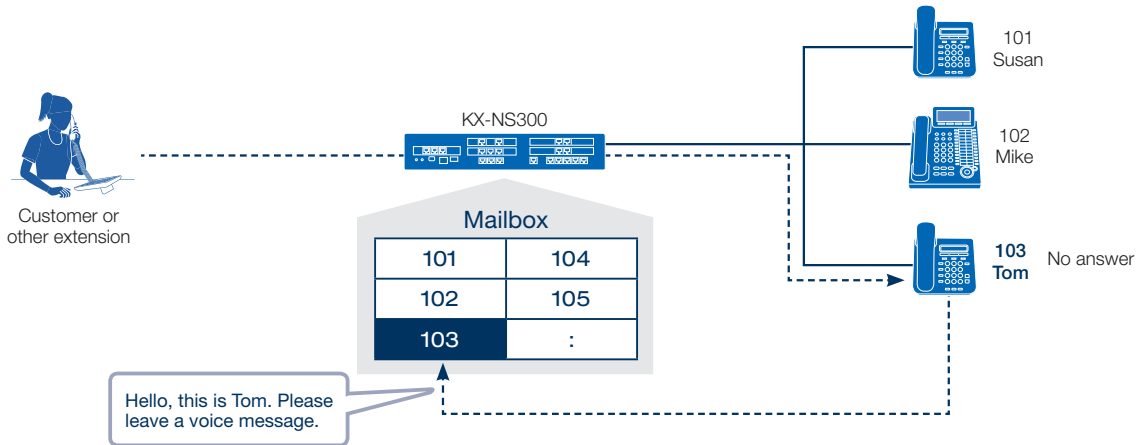 101
Susan
KX-NS300
102
Mike
Customer or
other extension
Mailbox
101 104
102 105
103 :
103
Tom
No answer
Hello, this is Tom. Please
leave a voice message.